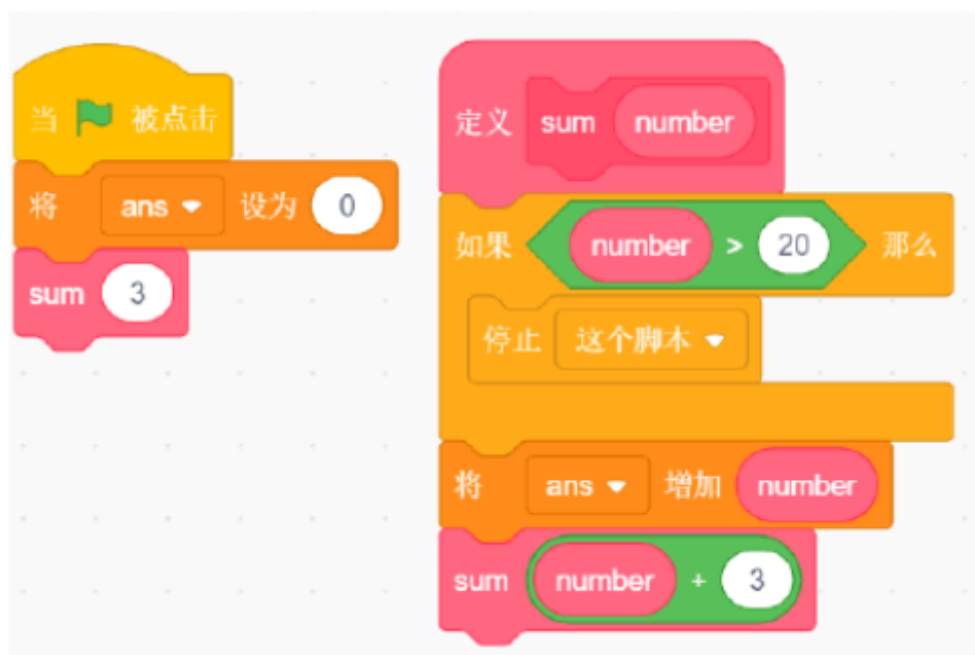 当 被点击
将 ans 设为 0
sum 3
定义 sum number
如果 number > 20 那么
停止 这个脚本
将 ans 增加 number
sum number + 3